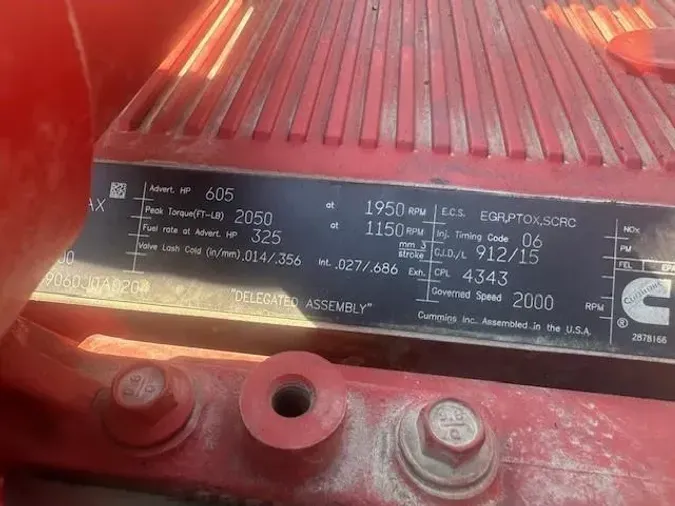 AX
Advert. HP 605 at 1950 RPM
Peak Torque(FT-LB) 2050 at 1150 RPM
Fuel rate at Advert. HP 325 mm3 stroke
Valve Lash Cold (in/mm) .014/.356 Int. .027/.686 Exh.
"DELEGATED ASSEMBLY"
E.C.S. EGR,PTOX,SCRC
Inj. Timing Code 06
C.I.D./L 912/15
CPL 4343
Governed Speed 2000 RPM
Cummins Inc. Assembled in the U.S.A.
NOx
PM
FEL
Cummins
®
2878166